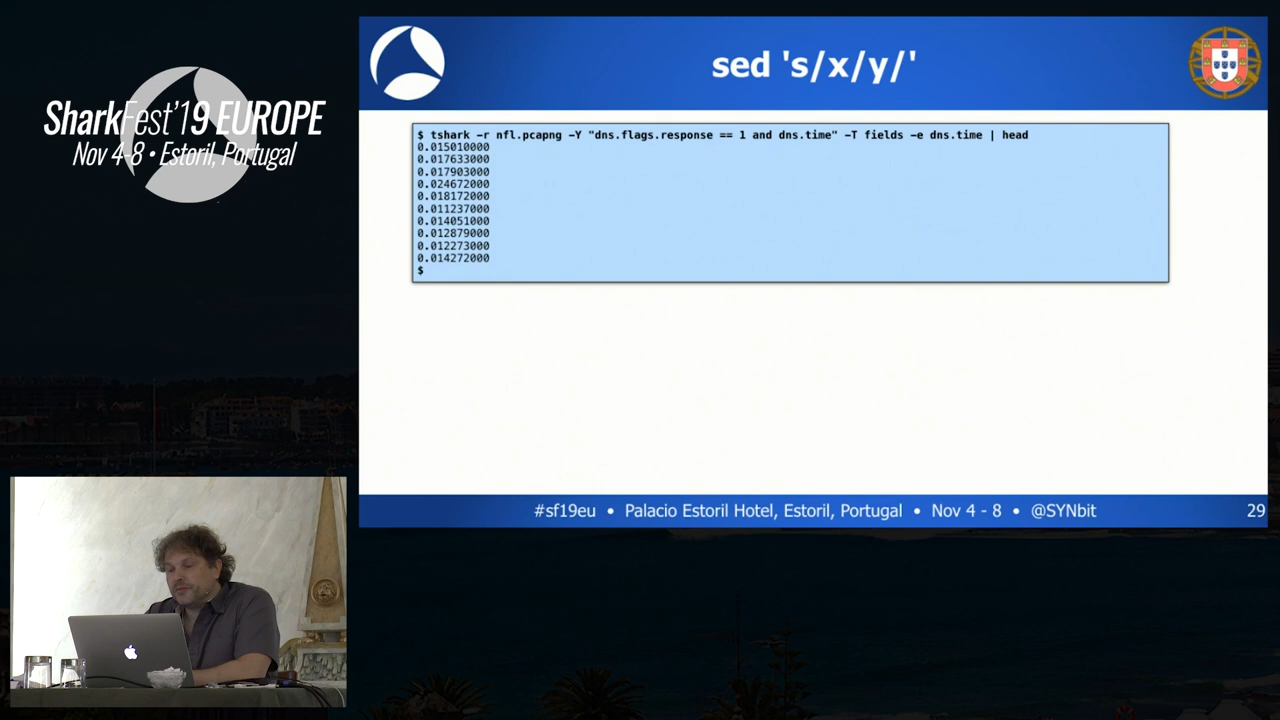 SharkFest'19 EUROPE
Nov 4-8 • Estoril, Portugal
sed 's/x/y/'
$ tshark -r nfl.pcapng -Y "dns.flags.response == 1 and dns.time" -T fields -e dns.time | head
0.015010000
0.017633000
0.017903000
0.024672000
0.018172000
0.011237000
0.014051000
0.012879000
0.012273000
0.014272000
$
#sf19eu • Palacio Estoril Hotel, Estoril, Portugal • Nov 4 - 8 • @SYNbit
29